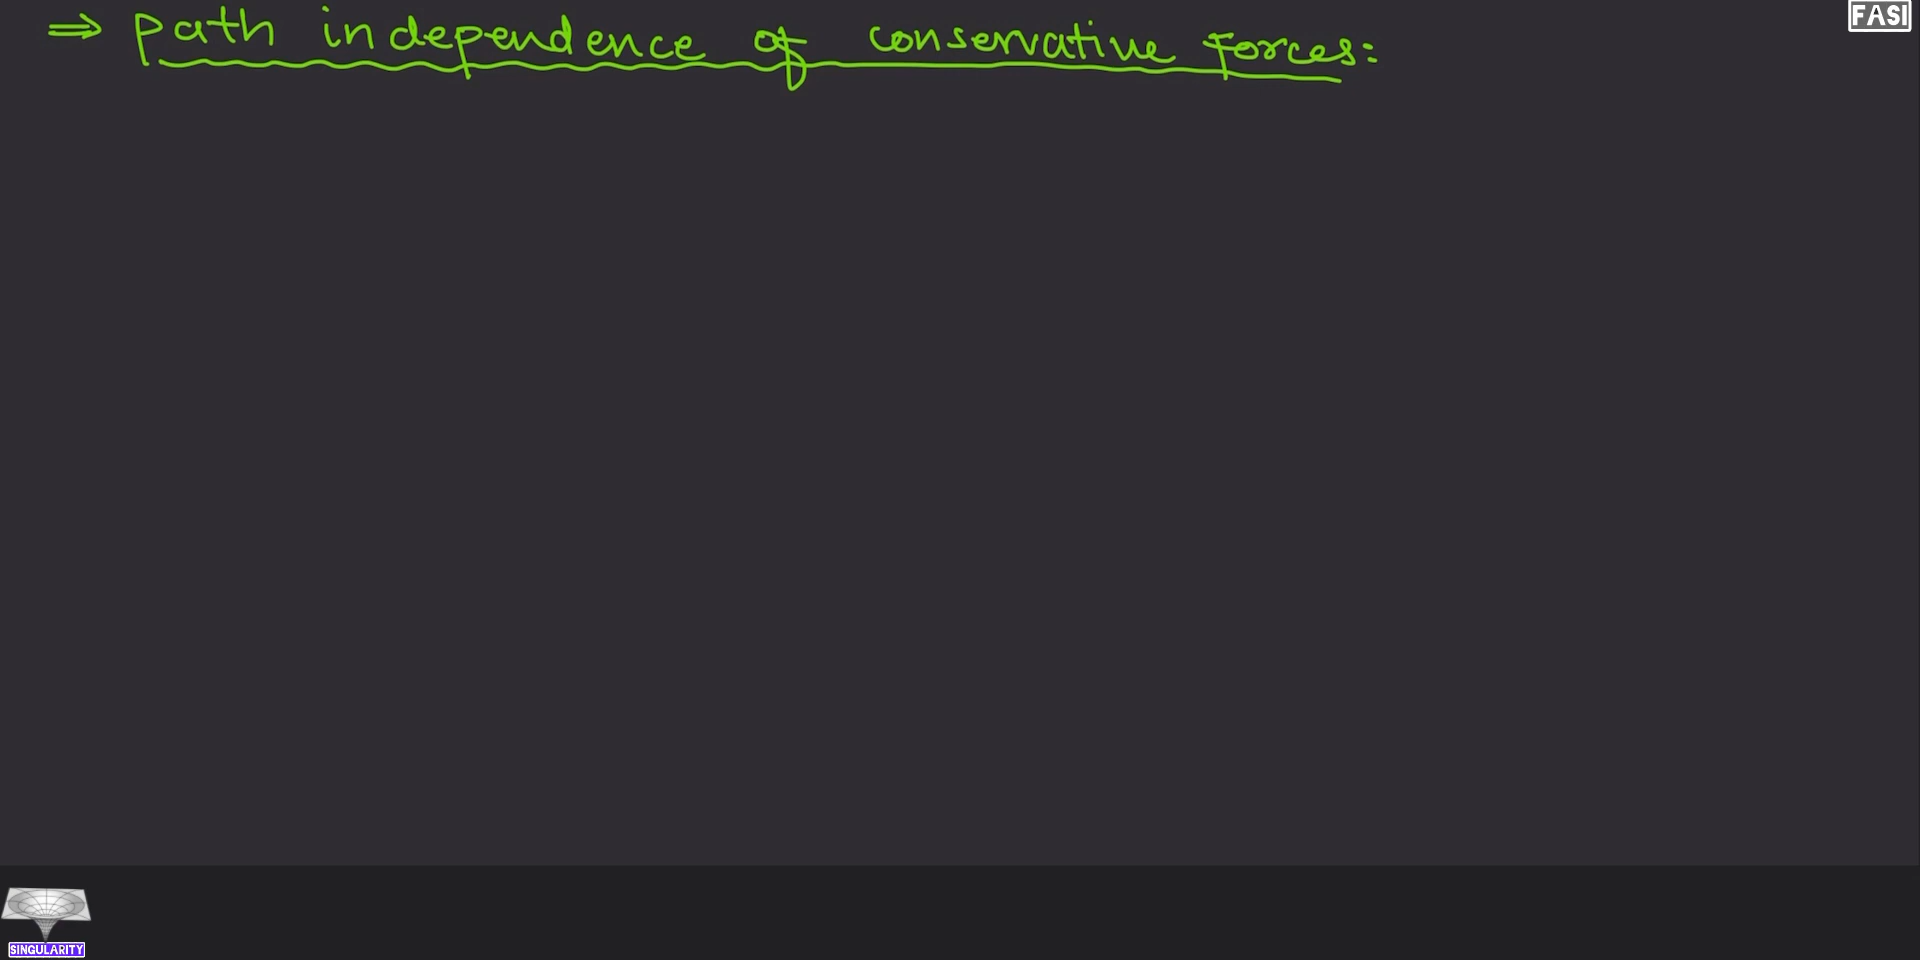 ⇒ Path independence of conservative forces:
FASI
SINGULARITY